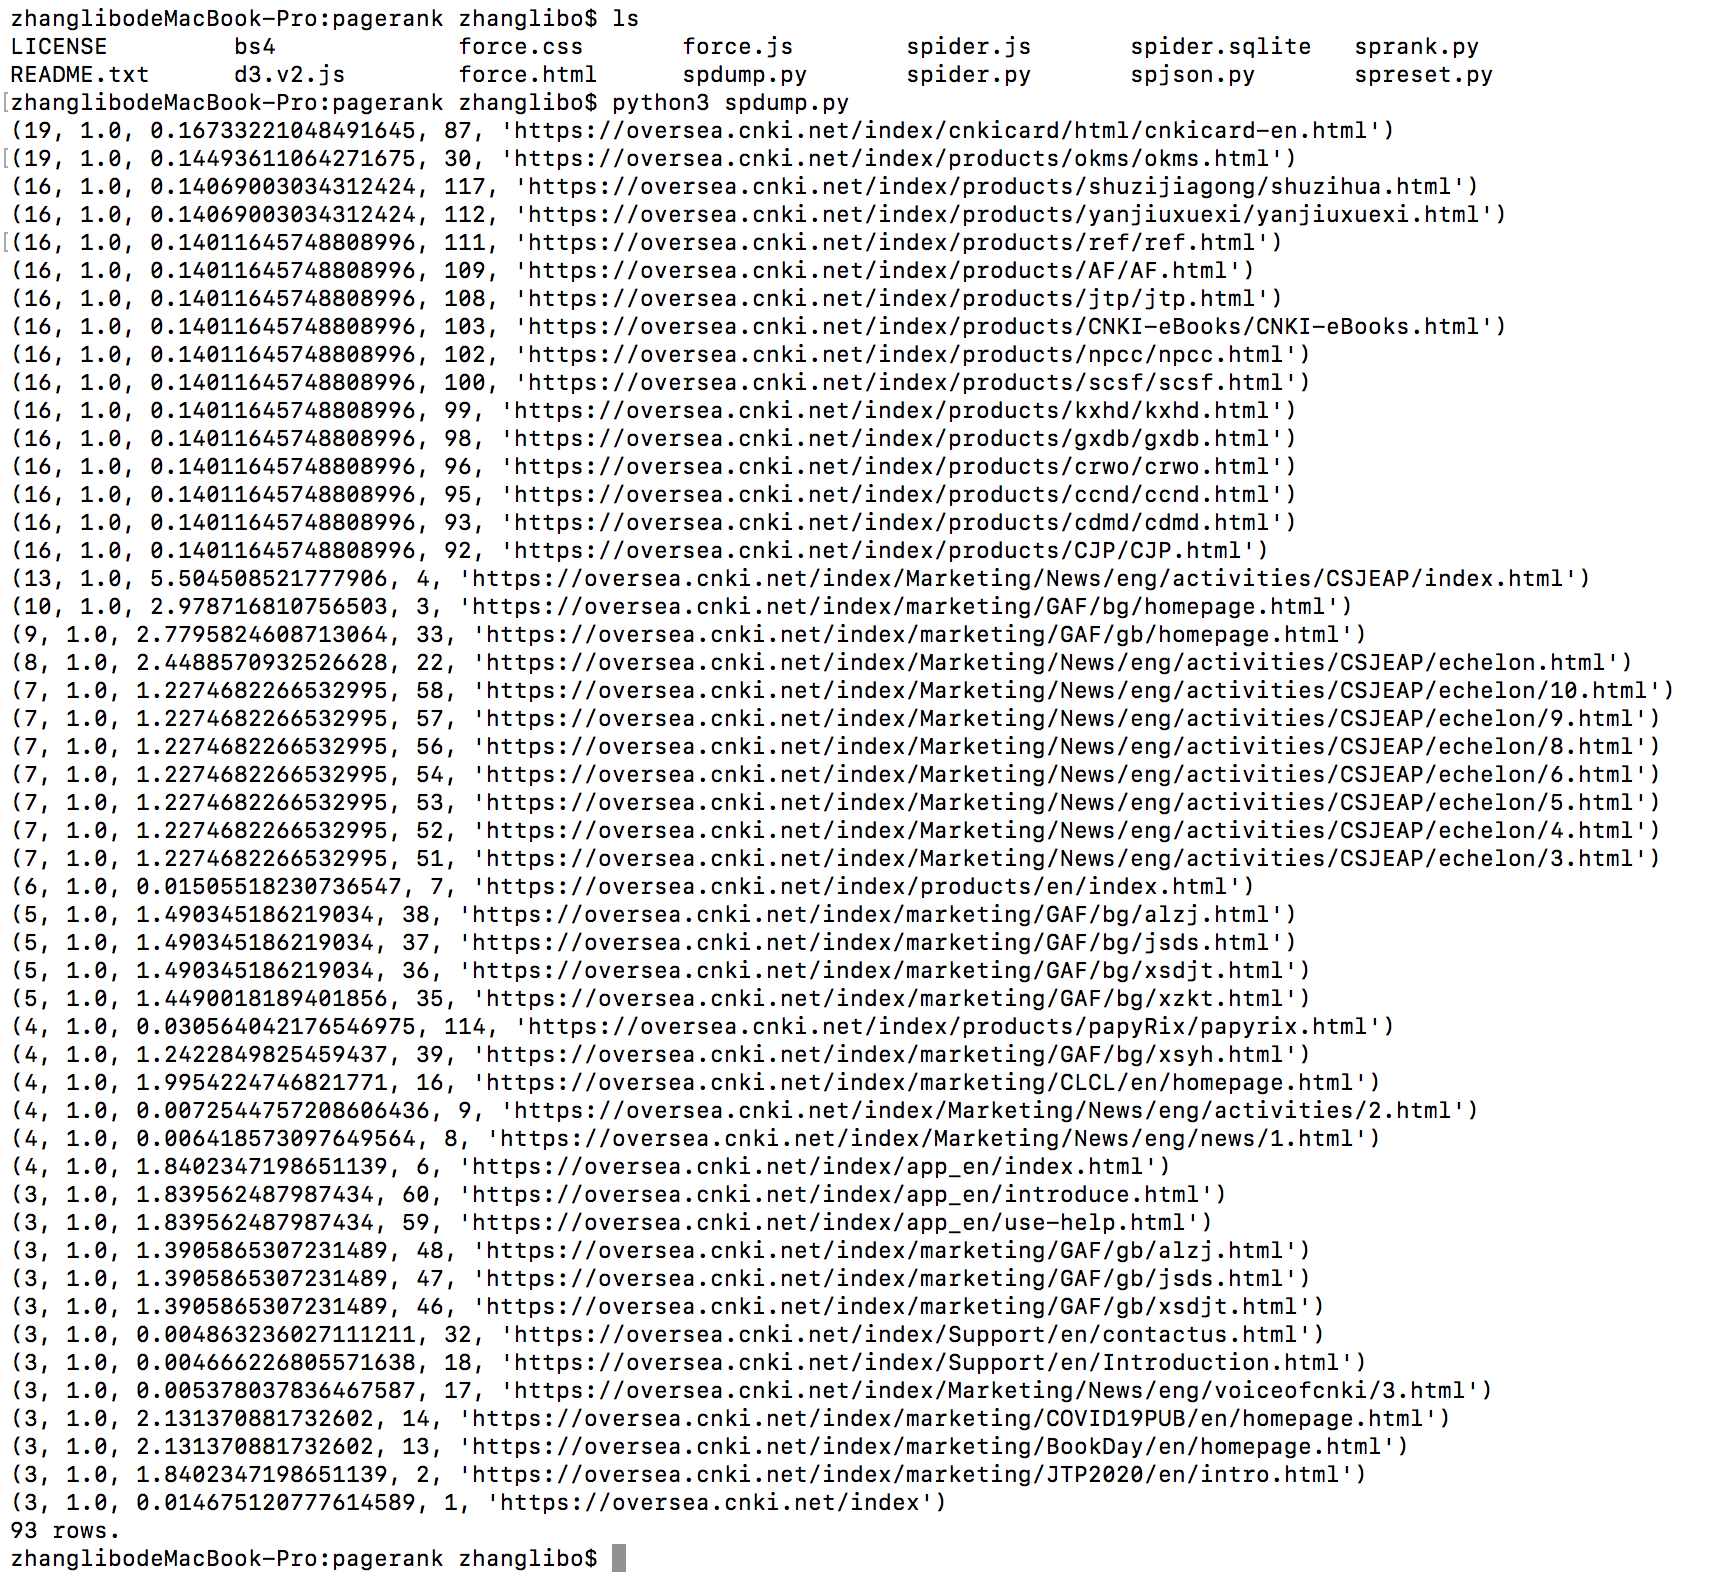 zhanglibodeMacBook-Pro:pagerank zhanglibo$ ls
LICENSE         bs4             force.css       force.js        spider.js       spider.sqlite   sprank.py
README.txt      d3.v2.js        force.html      spdump.py       spider.py       spjson.py       spreset.py
[zhanglibodeMacBook-Pro:pagerank zhanglibo$ python3 spdump.py
(19, 1.0, 0.16733221048491645, 87, 'https://oversea.cnki.net/index/cnkicard/html/cnkicard-en.html')
[(19, 1.0, 0.14493611064271675, 30, 'https://oversea.cnki.net/index/products/okms/okms.html')
(16, 1.0, 0.14069003034312424, 117, 'https://oversea.cnki.net/index/products/shuzijiagong/shuzihua.html')
(16, 1.0, 0.14069003034312424, 112, 'https://oversea.cnki.net/index/products/yanjiuxuexi/yanjiuxuexi.html')
[(16, 1.0, 0.14011645748808996, 111, 'https://oversea.cnki.net/index/products/ref/ref.html')
(16, 1.0, 0.14011645748808996, 109, 'https://oversea.cnki.net/index/products/AF/AF.html')
(16, 1.0, 0.14011645748808996, 108, 'https://oversea.cnki.net/index/products/jtp/jtp.html')
(16, 1.0, 0.14011645748808996, 103, 'https://oversea.cnki.net/index/products/CNKI-eBooks/CNKI-eBooks.html')
(16, 1.0, 0.14011645748808996, 102, 'https://oversea.cnki.net/index/products/npcc/npcc.html')
(16, 1.0, 0.14011645748808996, 100, 'https://oversea.cnki.net/index/products/scsf/scsf.html')
(16, 1.0, 0.14011645748808996, 99, 'https://oversea.cnki.net/index/products/kxhd/kxhd.html')
(16, 1.0, 0.14011645748808996, 98, 'https://oversea.cnki.net/index/products/gxdb/gxdb.html')
(16, 1.0, 0.14011645748808996, 96, 'https://oversea.cnki.net/index/products/crwo/crwo.html')
(16, 1.0, 0.14011645748808996, 95, 'https://oversea.cnki.net/index/products/ccnd/ccnd.html')
(16, 1.0, 0.14011645748808996, 93, 'https://oversea.cnki.net/index/products/cdmd/cdmd.html')
(16, 1.0, 0.14011645748808996, 92, 'https://oversea.cnki.net/index/products/CJP/CJP.html')
(13, 1.0, 5.504508521777906, 4, 'https://oversea.cnki.net/index/Marketing/News/eng/activities/CSJEAP/index.html')
(10, 1.0, 2.978716810756503, 3, 'https://oversea.cnki.net/index/marketing/GAF/bg/homepage.html')
(9, 1.0, 2.7795824608713064, 33, 'https://oversea.cnki.net/index/marketing/GAF/gb/homepage.html')
(8, 1.0, 2.4488570932526628, 22, 'https://oversea.cnki.net/index/Marketing/News/eng/activities/CSJEAP/echelon.html')
(7, 1.0, 1.2274682266532995, 58, 'https://oversea.cnki.net/index/Marketing/News/eng/activities/CSJEAP/echelon/10.html')
(7, 1.0, 1.2274682266532995, 57, 'https://oversea.cnki.net/index/Marketing/News/eng/activities/CSJEAP/echelon/9.html')
(7, 1.0, 1.2274682266532995, 56, 'https://oversea.cnki.net/index/Marketing/News/eng/activities/CSJEAP/echelon/8.html')
(7, 1.0, 1.2274682266532995, 54, 'https://oversea.cnki.net/index/Marketing/News/eng/activities/CSJEAP/echelon/6.html')
(7, 1.0, 1.2274682266532995, 53, 'https://oversea.cnki.net/index/Marketing/News/eng/activities/CSJEAP/echelon/5.html')
(7, 1.0, 1.2274682266532995, 52, 'https://oversea.cnki.net/index/Marketing/News/eng/activities/CSJEAP/echelon/4.html')
(7, 1.0, 1.2274682266532995, 51, 'https://oversea.cnki.net/index/Marketing/News/eng/activities/CSJEAP/echelon/3.html')
(6, 1.0, 0.01505518230736547, 7, 'https://oversea.cnki.net/index/products/en/index.html')
(5, 1.0, 1.490345186219034, 38, 'https://oversea.cnki.net/index/marketing/GAF/bg/alzj.html')
(5, 1.0, 1.490345186219034, 37, 'https://oversea.cnki.net/index/marketing/GAF/bg/jsds.html')
(5, 1.0, 1.490345186219034, 36, 'https://oversea.cnki.net/index/marketing/GAF/bg/xsdjt.html')
(5, 1.0, 1.4490018189401856, 35, 'https://oversea.cnki.net/index/marketing/GAF/bg/xzkt.html')
(4, 1.0, 0.030564042176546975, 114, 'https://oversea.cnki.net/index/products/papyRix/papyrix.html')
(4, 1.0, 1.2422849825459437, 39, 'https://oversea.cnki.net/index/marketing/GAF/bg/xsyh.html')
(4, 1.0, 1.9954224746821771, 16, 'https://oversea.cnki.net/index/marketing/CLCL/en/homepage.html')
(4, 1.0, 0.0072544757208606436, 9, 'https://oversea.cnki.net/index/Marketing/News/eng/activities/2.html')
(4, 1.0, 0.006418573097649564, 8, 'https://oversea.cnki.net/index/Marketing/News/eng/news/1.html')
(4, 1.0, 1.8402347198651139, 6, 'https://oversea.cnki.net/index/app_en/index.html')
(3, 1.0, 1.839562487987434, 60, 'https://oversea.cnki.net/index/app_en/introduce.html')
(3, 1.0, 1.839562487987434, 59, 'https://oversea.cnki.net/index/app_en/use-help.html')
(3, 1.0, 1.3905865307231489, 48, 'https://oversea.cnki.net/index/marketing/GAF/gb/alzj.html')
(3, 1.0, 1.3905865307231489, 47, 'https://oversea.cnki.net/index/marketing/GAF/gb/jsds.html')
(3, 1.0, 1.3905865307231489, 46, 'https://oversea.cnki.net/index/marketing/GAF/gb/xsdjt.html')
(3, 1.0, 0.004863236027111211, 32, 'https://oversea.cnki.net/index/Support/en/contactus.html')
(3, 1.0, 0.004666226805571638, 18, 'https://oversea.cnki.net/index/Support/en/Introduction.html')
(3, 1.0, 0.005378037836467587, 17, 'https://oversea.cnki.net/index/Marketing/News/eng/voiceofcnki/3.html')
(3, 1.0, 2.131370881732602, 14, 'https://oversea.cnki.net/index/marketing/COVID19PUB/en/homepage.html')
(3, 1.0, 2.131370881732602, 13, 'https://oversea.cnki.net/index/marketing/BookDay/en/homepage.html')
(3, 1.0, 1.8402347198651139, 2, 'https://oversea.cnki.net/index/marketing/JTP2020/en/intro.html')
(3, 1.0, 0.014675120777614589, 1, 'https://oversea.cnki.net/index')
93 rows.
zhanglibodeMacBook-Pro:pagerank zhanglibo$